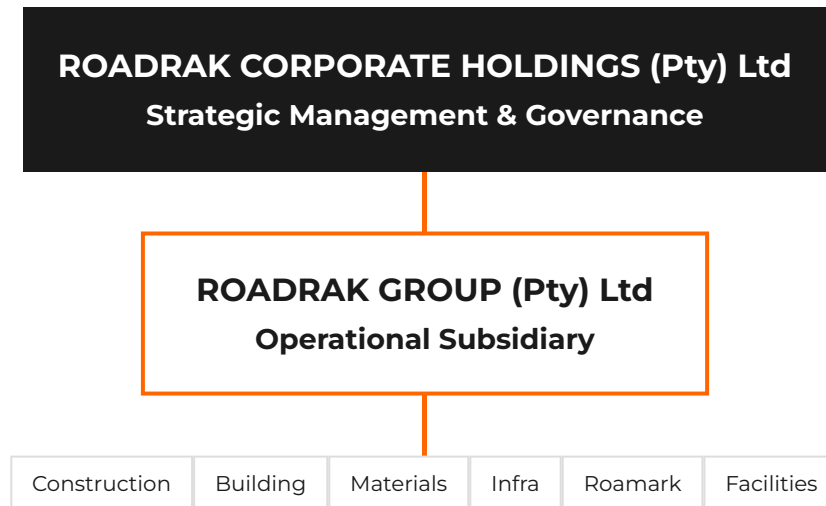 ROADRAK CORPORATE HOLDINGS (Pty) Ltd
Strategic Management & Governance
ROADRAK GROUP (Pty) Ltd
Operational Subsidiary
Construction Building Materials Infra Roamark Facilities